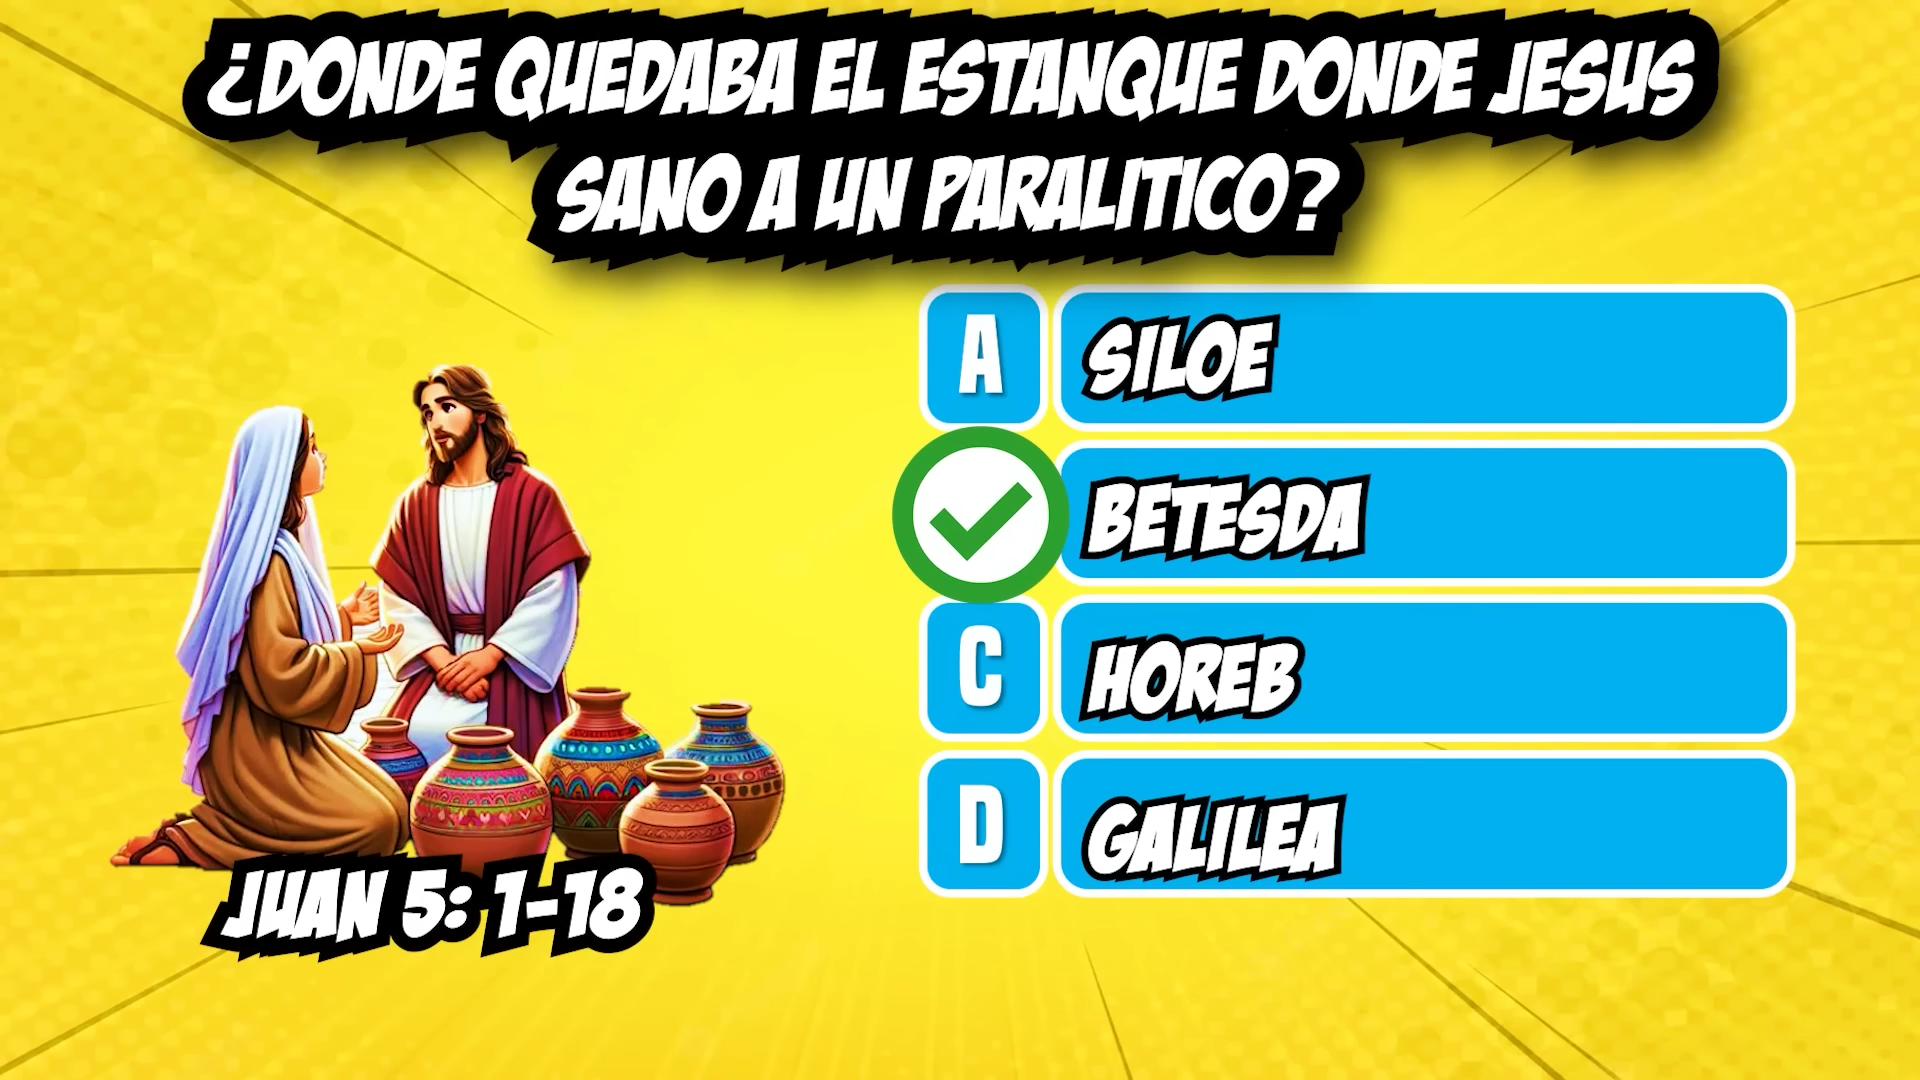 ¿DONDE QUEDABA EL ESTANQUE DONDE JESUS
SANO A UN PARALITICO?
A SILOE
BETESDA
C HOREB
D GALILEA
JUAN 5: 1-18